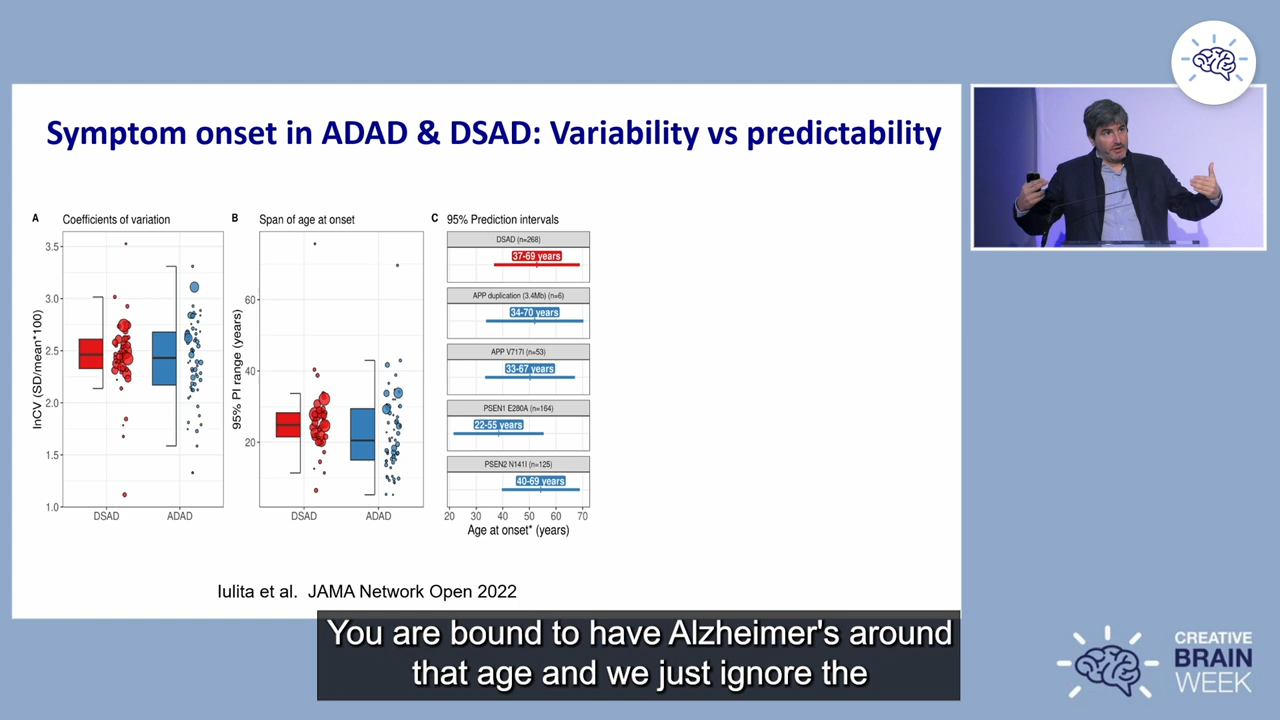 Symptom onset in ADAD & DSAD: Variability vs predictability
A
Coefficients of variation
lnCV (SD/mean*100)
3.5
3.0
2.5
2.0
1.5
1.0
DSAD
ADAD
B
Span of age at onset
95% PI range (years)
60
40
20
DSAD
ADAD
C
95% Prediction intervals
DSAD (n=268)
37-69 years
APP duplication (3.4Mb) (n=6)
34-70 years
APP V717I (n=53)
33-67 years
PSEN1 E280A (n=164)
22-55 years
PSEN2 N141I (n=125)
40-69 years
20 30 40 50 60 70
Age at onset* (years)
Iulita et al. JAMA Network Open 2022
You are bound to have Alzheimer's around
that age and we just ignore the
CREATIVE
BRAIN
WEEK